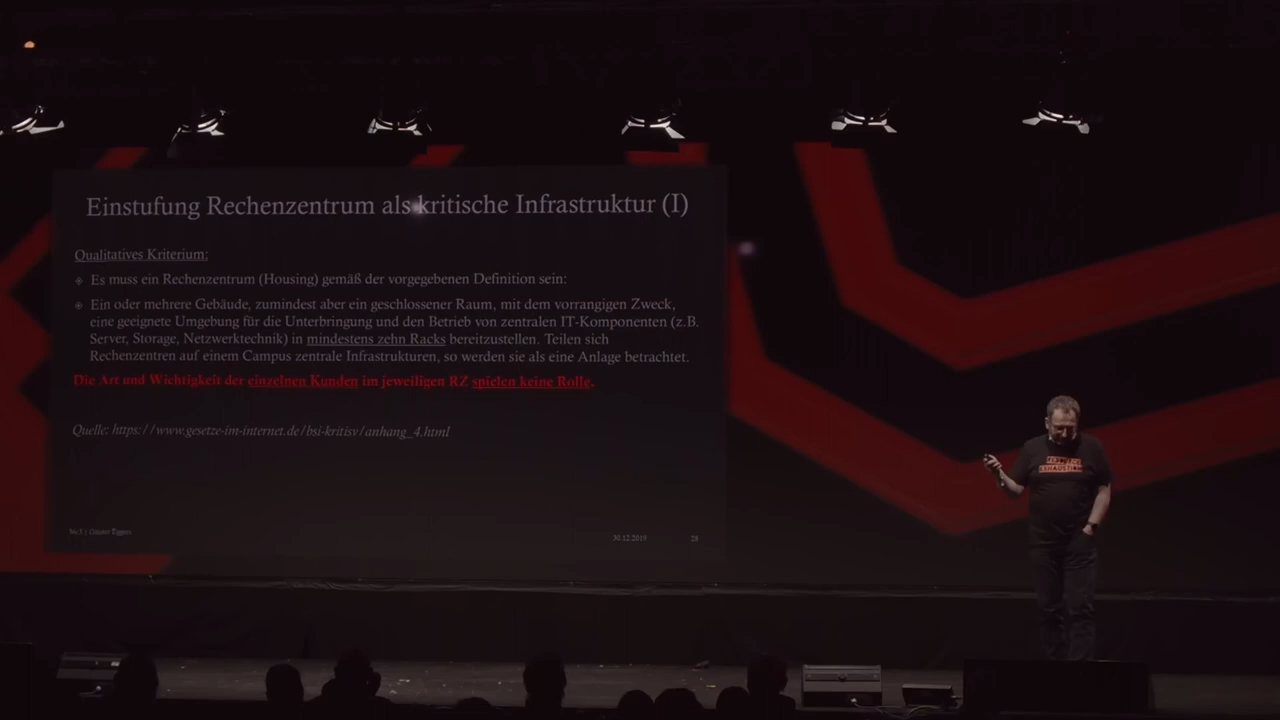 Einstufung Rechenzentrum als kritische Infrastruktur (I)
Qualitatives Kriterium:
Es muss ein Rechenzentrum (Housing) gemäß der vorgegebenen Definition sein:
Ein oder mehrere Gebäude, zumindest aber ein geschlossener Raum, mit dem vorrangigen Zweck,
eine geeignete Umgebung für die Unterbringung und den Betrieb von zentralen IT-Komponenten (z.B.
Server, Storage, Netzwerktechnik) in mindestens zehn Racks bereitzustellen. Teilen sich
Rechenzentren auf einem Campus zentrale Infrastrukturen, so werden sie als eine Anlage betrachtet.
Die Art und Wichtigkeit der einzelnen Kunden im jeweiligen RZ spielen keine Rolle.
Quelle: https://www.gesetze-im-internet.de/bsi-kritisv/anhang_4.html
30.12.2019
28